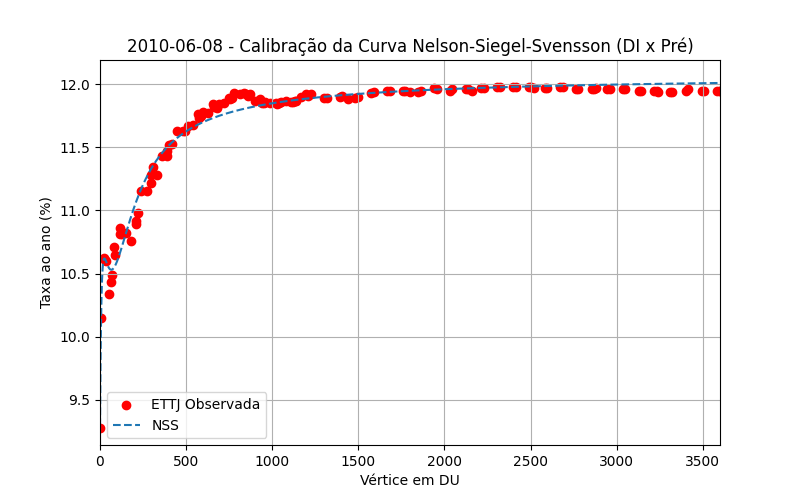 2010-06-08 - Calibração da Curva Nelson-Siegel-Svensson (DI x Pré)
12.0
11.5
11.0
10.5
10.0
9.5
Taxa ao ano (%)
ETTJ Observada
NSS
0 500 1000 1500 2000 2500 3000 3500
Vértice em DU